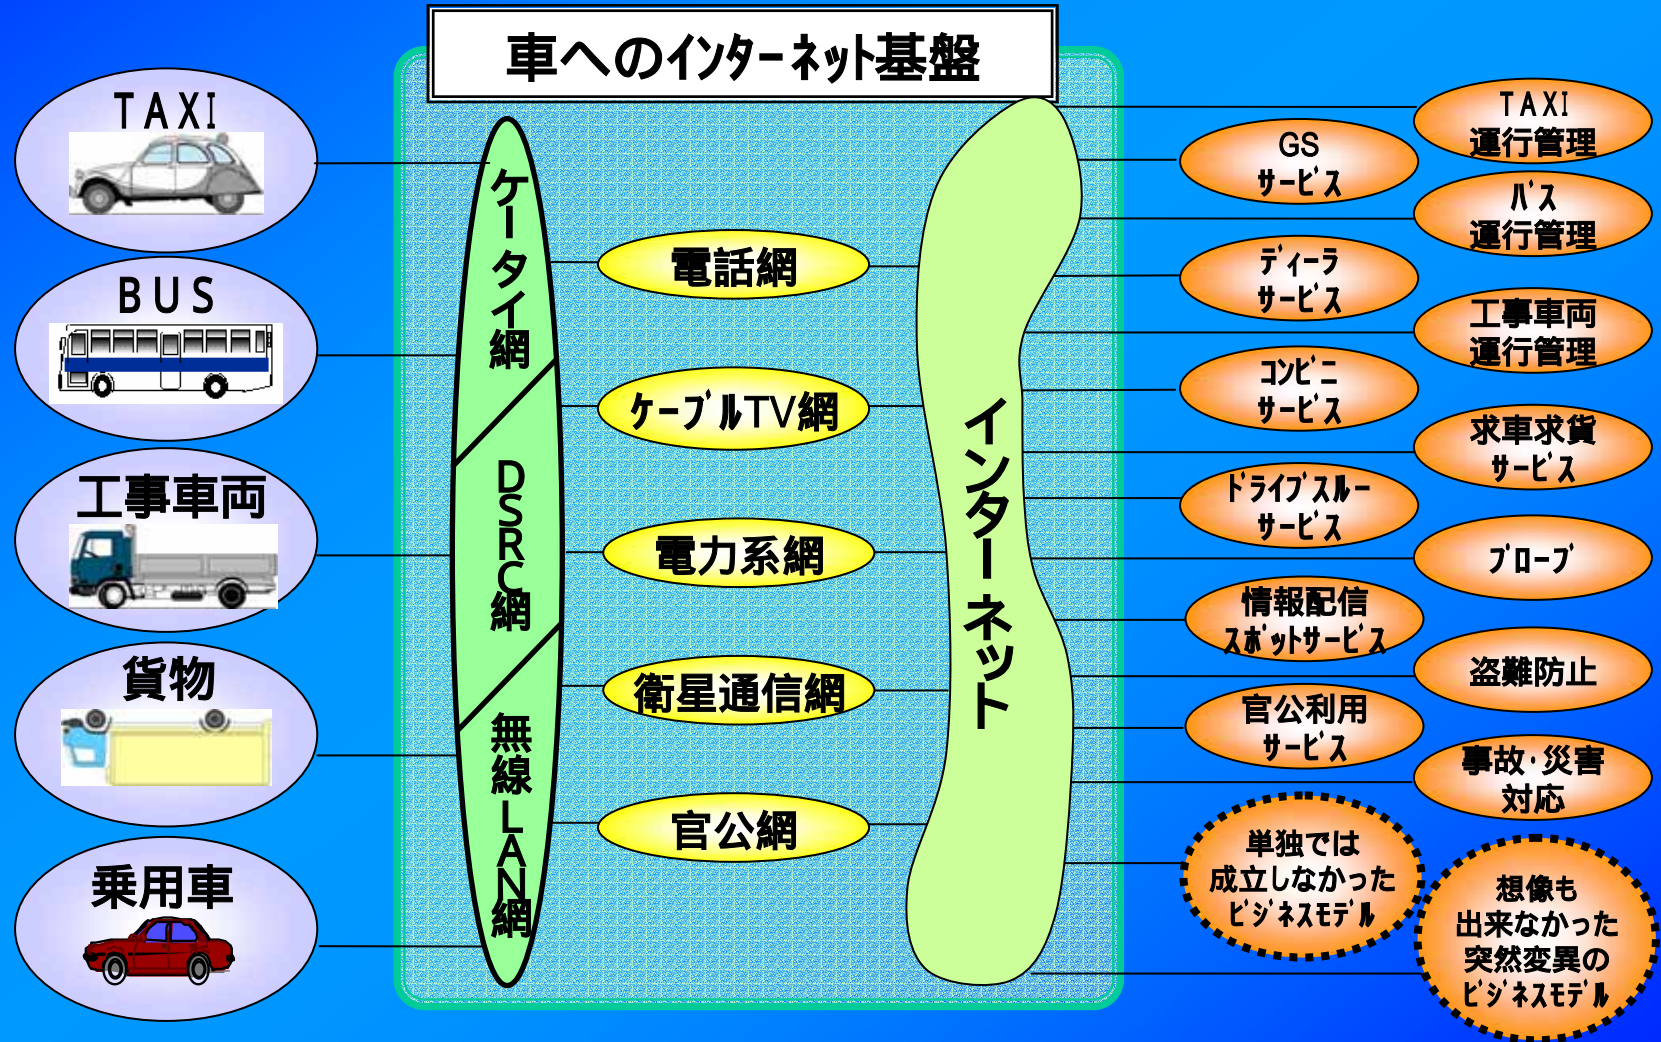 車へのｲﾝﾀｰﾈｯﾄ基盤
ＴＡＸＩ
ＢＵＳ
工事車両
貨物
乗用車
ケータイ網
ＤＳＲＣ網
無線ＬＡＮ網
電話網
ｹｰﾌﾞﾙTV網
電力系網
衛星通信網
官公網
インターネット
GS
ｻｰﾋﾞｽ
ﾃﾞｨｰﾗ
ｻｰﾋﾞｽ
ｺﾝﾋﾞﾆ
ｻｰﾋﾞｽ
ﾄﾞﾗｲﾌﾞｽﾙｰ
ｻｰﾋﾞｽ
情報配信
ｽﾎﾟｯﾄｻｰﾋﾞｽ
官公利用
ｻｰﾋﾞｽ
単独では
成立しなかった
ﾋﾞｼﾞﾈｽﾓﾃﾞﾙ
ＴＡＸＩ
運行管理
ﾊﾞｽ
運行管理
工事車両
運行管理
求車求貨
ｻｰﾋﾞｽ
ﾌﾟﾛｰﾌﾞ
盗難防止
事故･災害
対応
想像も
出来なかった
突然変異の
ﾋﾞｼﾞﾈｽﾓﾃﾞﾙ